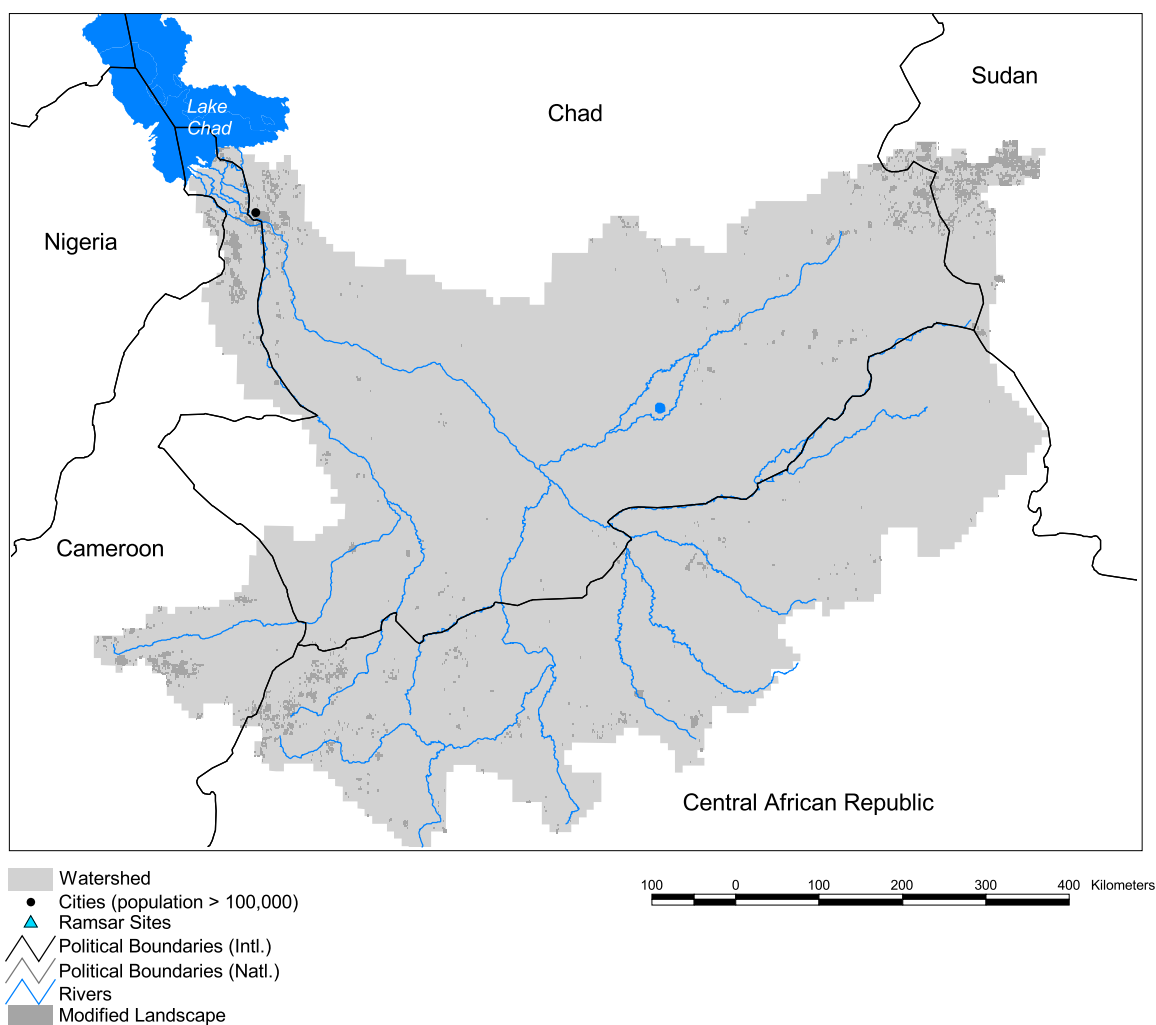 Sudan
Chad
Lake
Chad
Nigeria
Cameroon
Central African Republic
Watershed
Cities (population > 100,000)
Ramsar Sites
Political Boundaries (Intl.)
Political Boundaries (Natl.)
Rivers
Modified Landscape
100 0 100 200 300 400 Kilometers